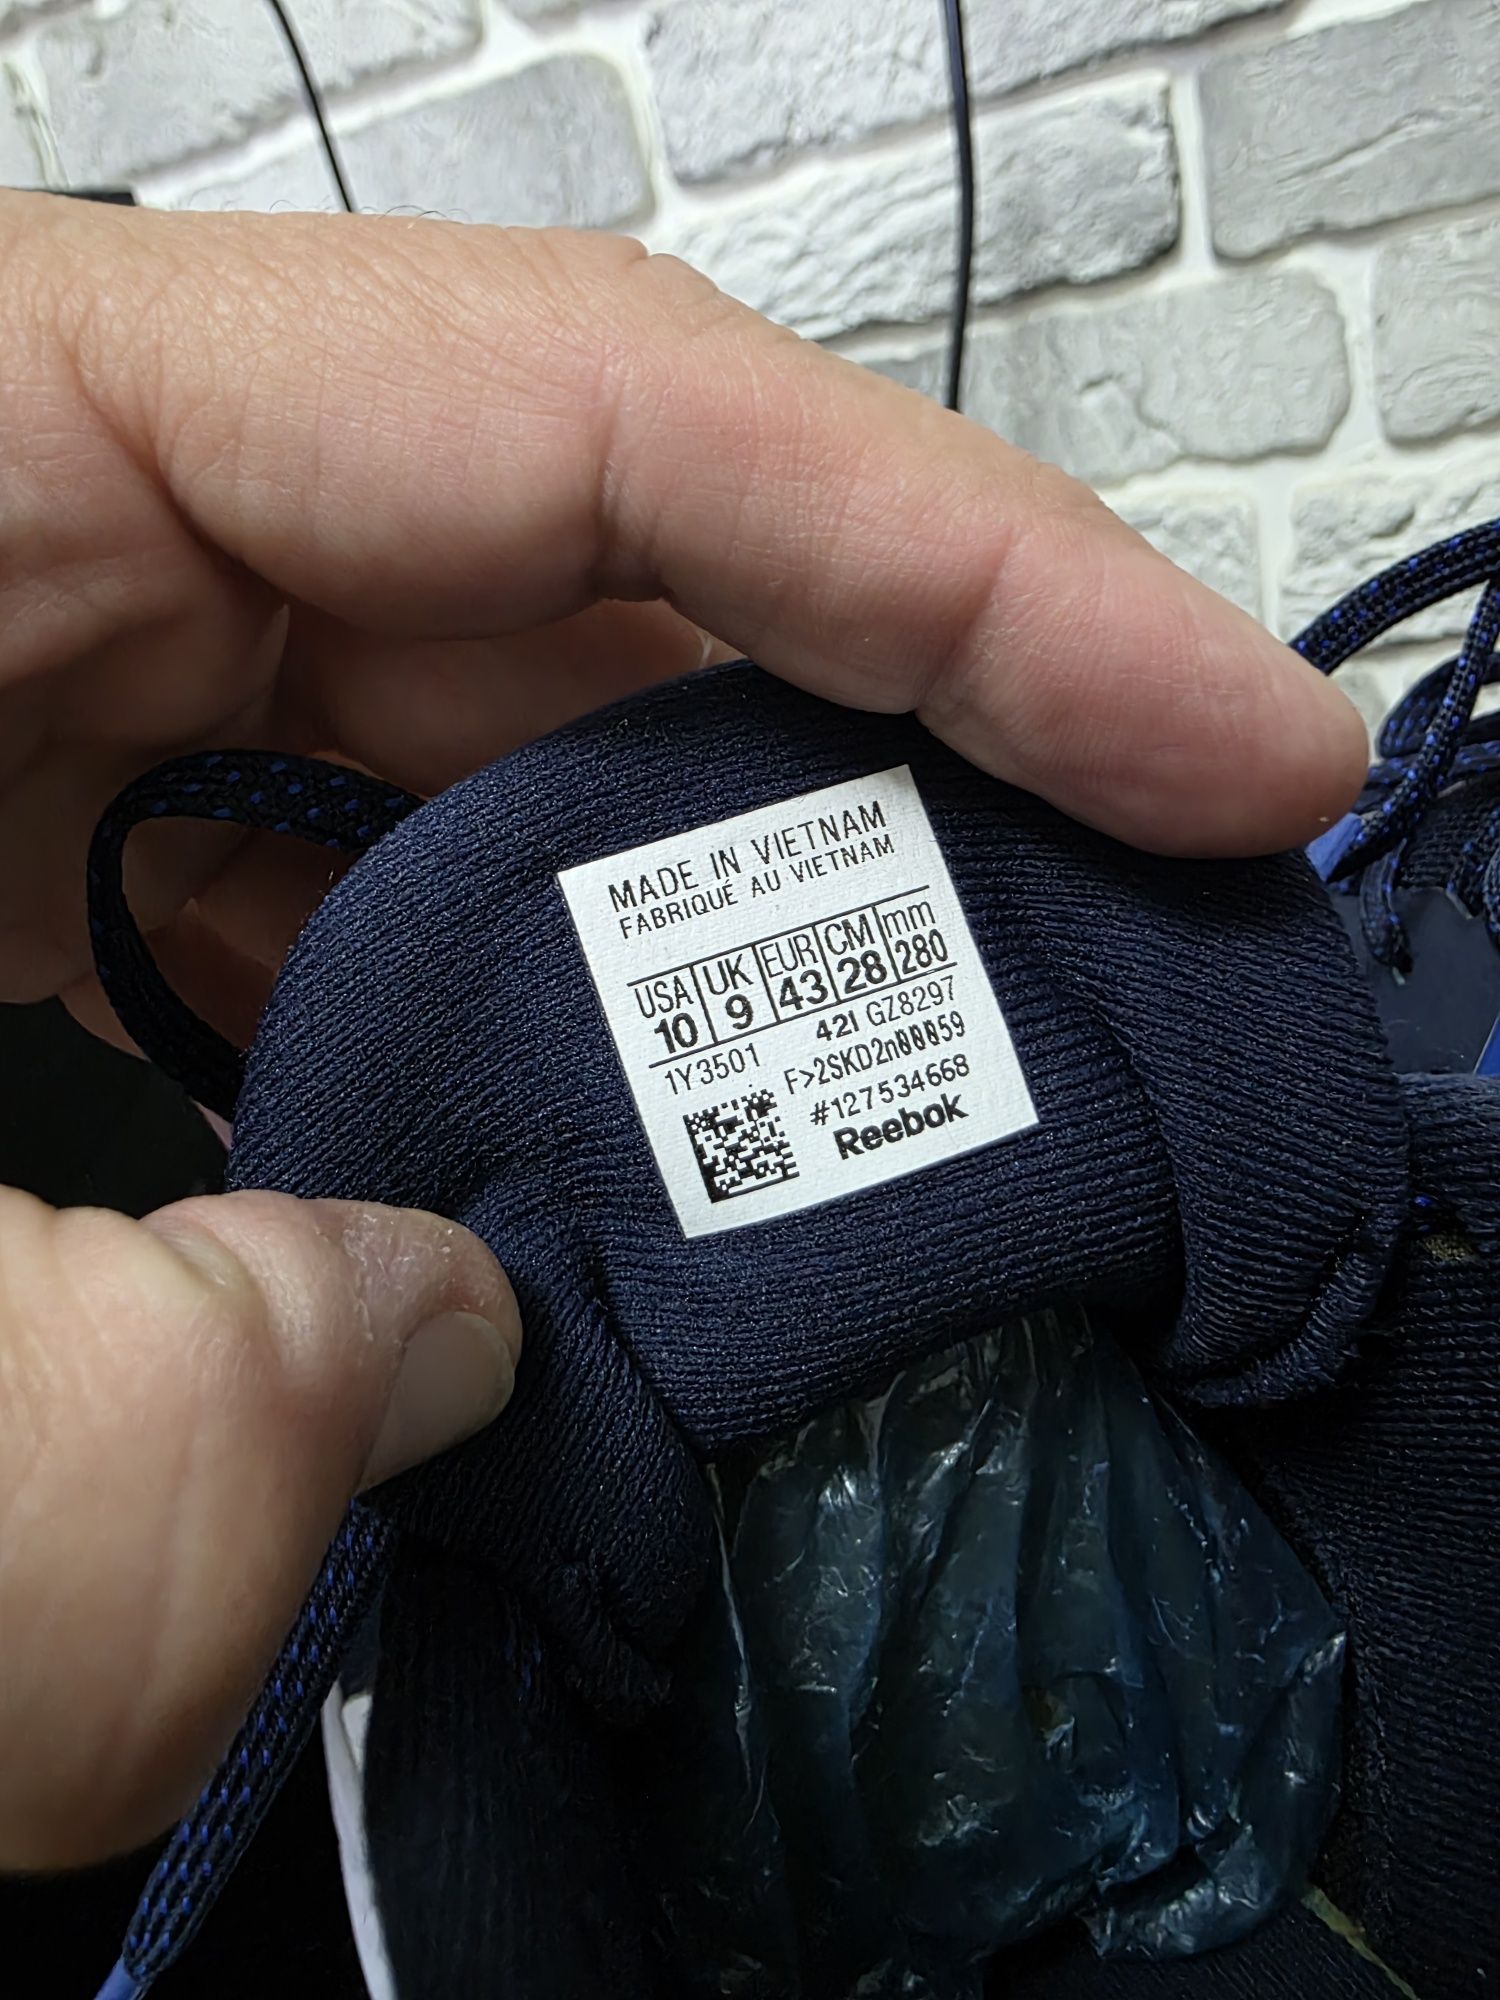 MADE IN VIETNAM
FABRIQUÉ AU VIETNAM
USA UK EUR CM mm
10 9 43 28 280
1Y3501 42I GZ8297
F>2SKD2n00059
#127534668
Reebok